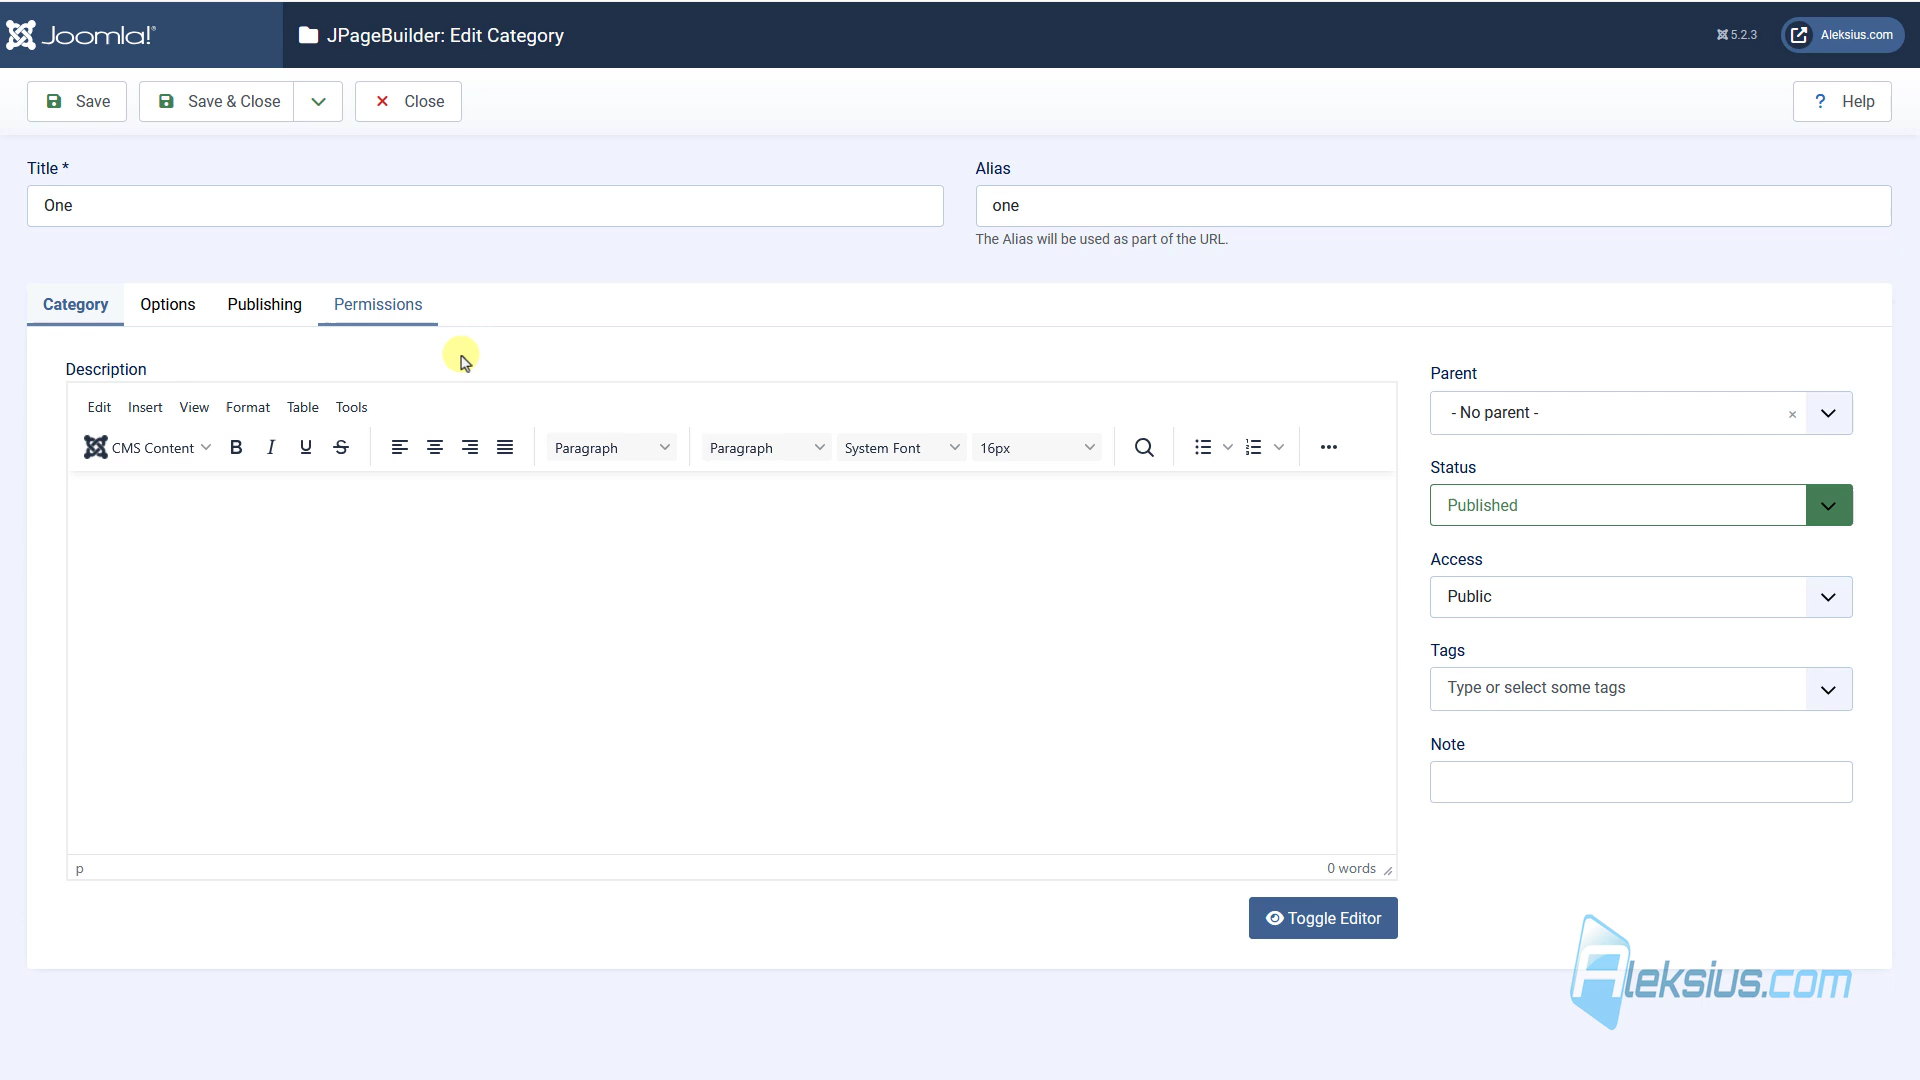 Joomla!
JPageBuilder: Edit Category
5.2.3
Aleksius.com
Save
Save & Close
Close
? Help
Title *
Alias
One
one
The Alias will be used as part of the URL.
Category
Options
Publishing
Permissions
Description
Edit
Insert
View
Format
Table
Tools
CMS Content
B
I
U
S
Paragraph
Paragraph
System Font
16px
p
0 words
Toggle Editor
Parent
- No parent -
Status
Published
Access
Public
Tags
Type or select some tags
Note
Aleksius.com